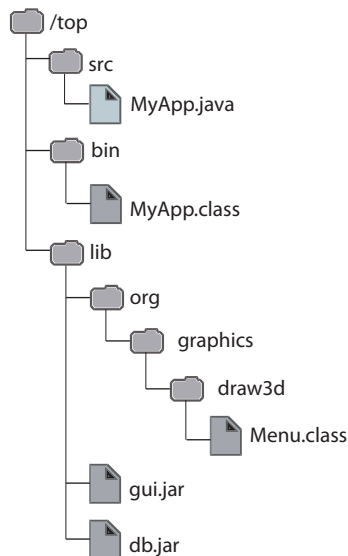 /top
src
MyApp.java
bin
MyApp.class
lib
org
graphics
draw3d
Menu.class
gui.jar
db.jar